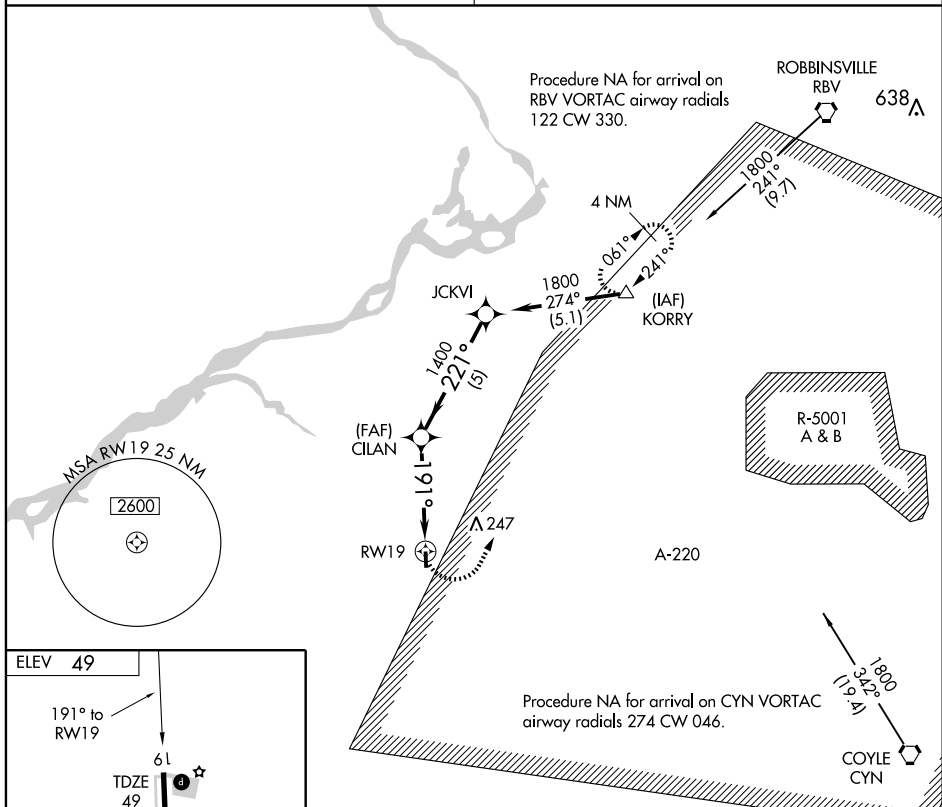 Procedure NA for arrival on
RBV VORTAC airway radials
122 CW 330.
ROBBINSVILLE
RBV
638
1800
241°
(9.7)
4 NM
061°
241°
1800
274°
(5.1)
(IAF)
KORRY
JCKVI
1400
221°
(5)
(FAF)
CILAN
191°
RW19
247
MSA RW19 25 NM
2600
R-5001
A & B
A-220
1800
342°
(19.4)
Procedure NA for arrival on CYN VORTAC
airway radials 274 CW 046.
COYLE
CYN
ELEV 49
191° to
RW19
19
TDZE
49
P